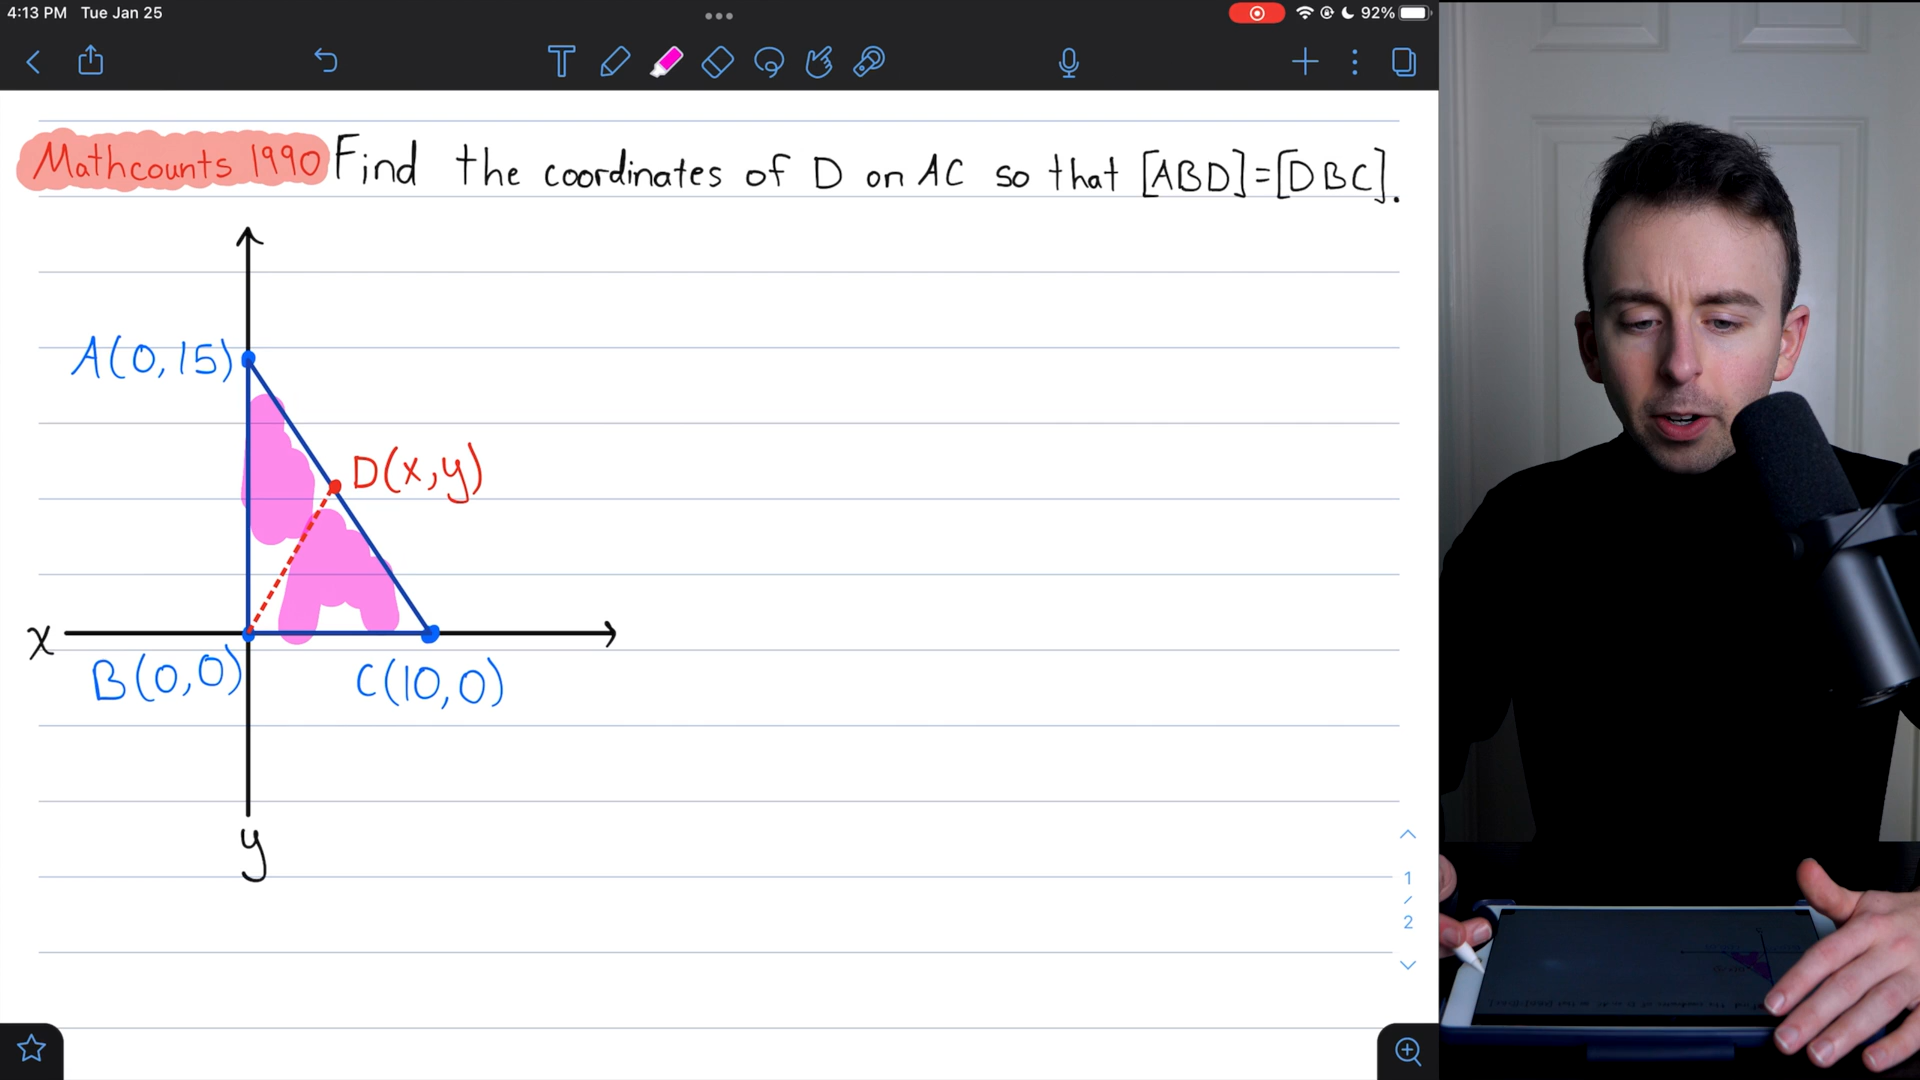 4:13 PM Tue Jan 25
92%
Mathcounts 1990 Find the coordinates of D on AC so that [ABD]=[DBC].
A(0,15)
D(x,y)
x
B(0,0)
C(10,0)
y
1
/
2